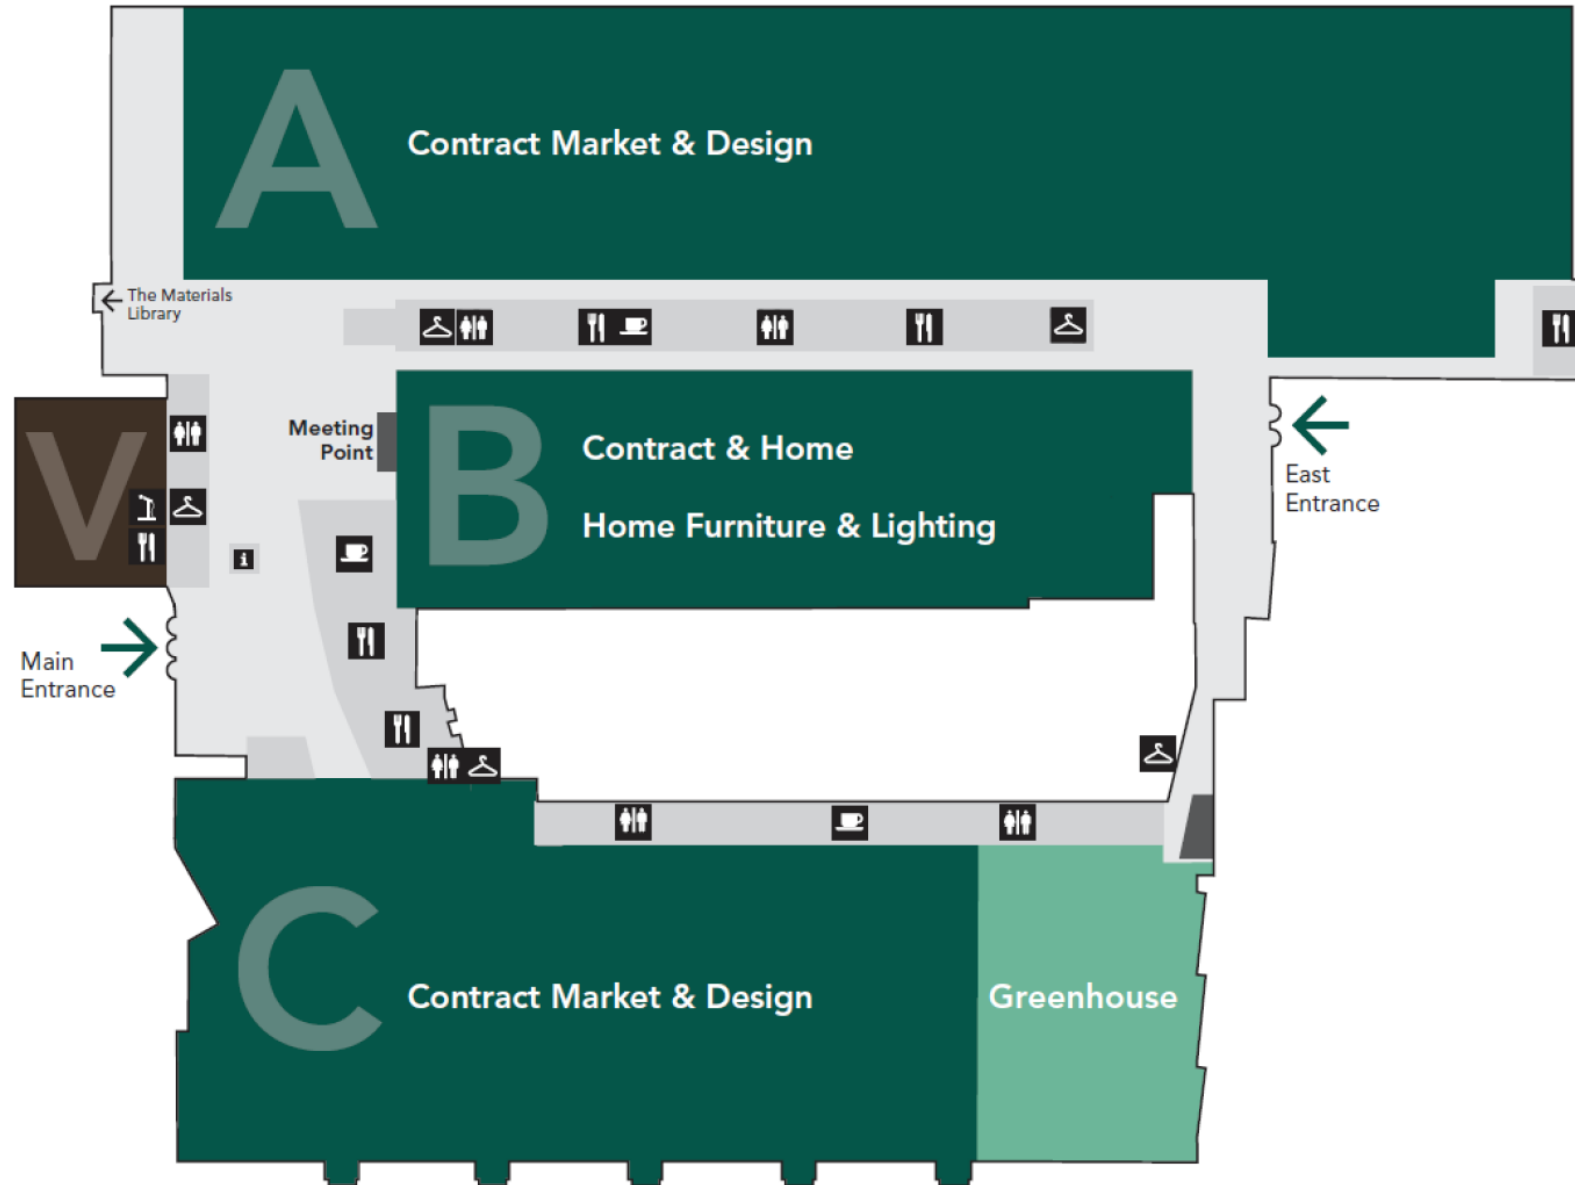 A
Contract Market & Design
The Materials
Library
Meeting
Point
V
B
Contract & Home
Home Furniture & Lighting
East
Entrance
i
Main
Entrance
C
Contract Market & Design
Greenhouse